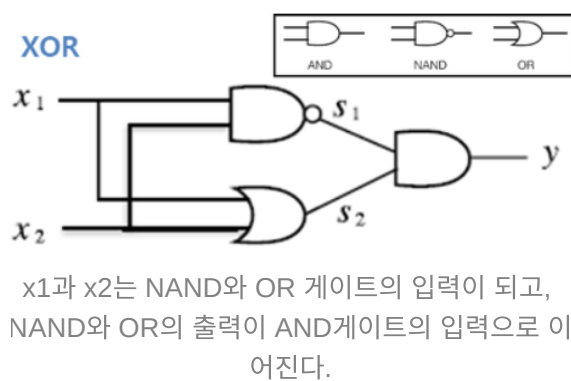 XOR
AND NAND OR
x1
s1
y
x2
s2
x1과 x2는 NAND와 OR 게이트의 입력이 되고,
NAND와 OR의 출력이 AND게이트의 입력으로 이
어진다.